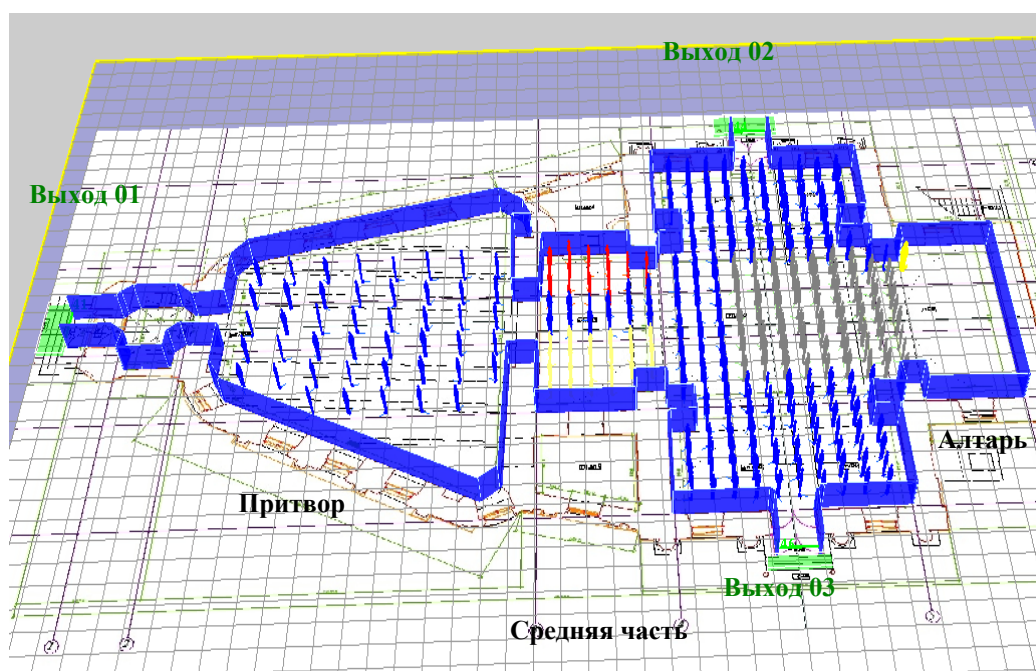 Выход 02
Выход 01
Алтарь
Притвор
Выход 03
Средняя часть